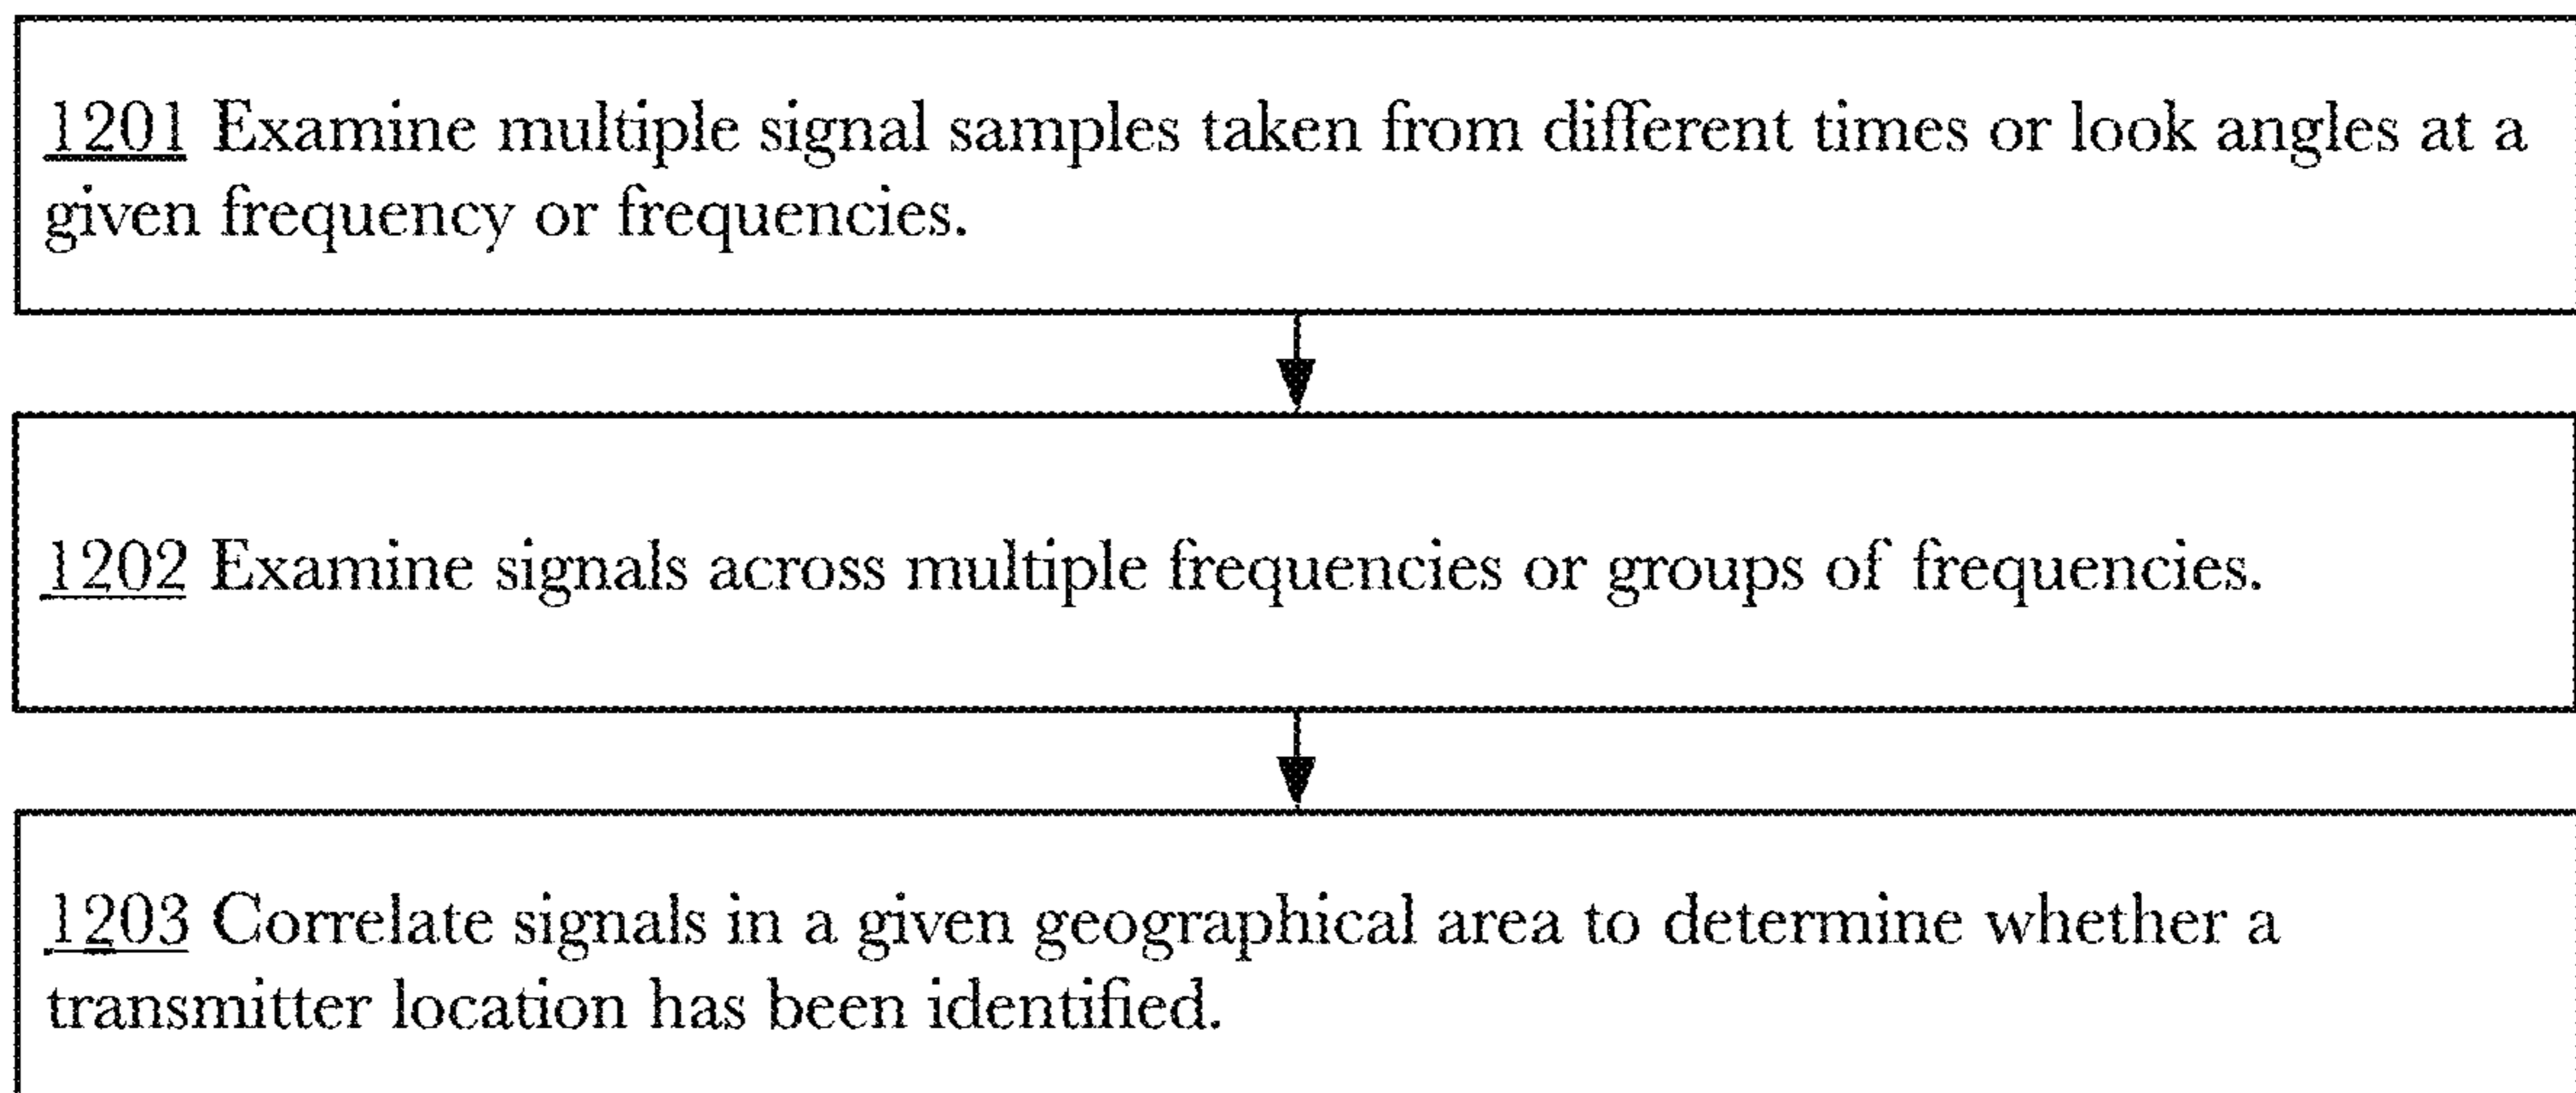 1201 Examine multiple signal samples taken from different times or look angles at a
given frequency or frequencies.
1202 Examine signals across multiple frequencies or groups of frequencies.
1203 Correlate signals in a given geographical area to determine whether a
transmitter location has been identified.